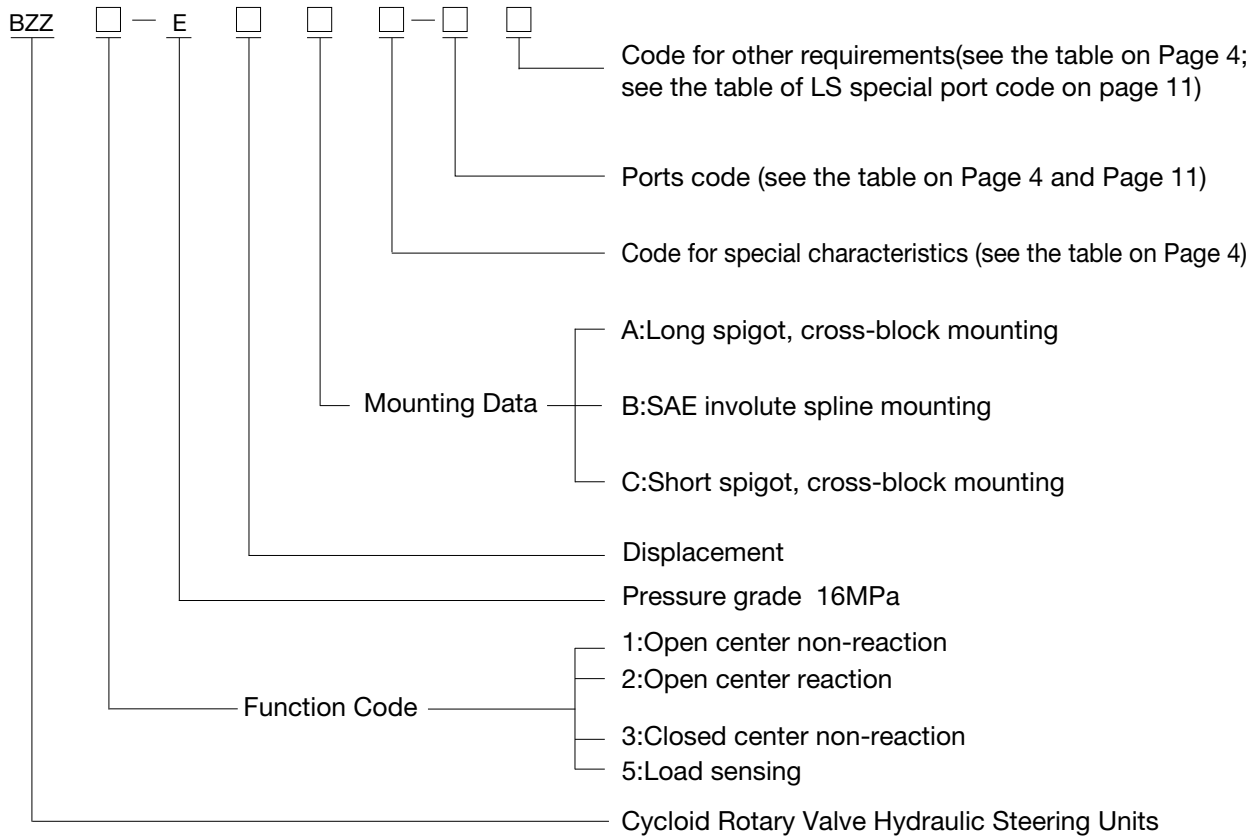 BZZ □ — E □ □ □ — □ □
Code for other requirements(see the table on Page 4;
see the table of LS special port code on page 11)
Ports code (see the table on Page 4 and Page 11)
Code for special characteristics (see the table on Page 4)
A:Long spigot, cross-block mounting
Mounting Data
B:SAE involute spline mounting
C:Short spigot, cross-block mounting
Displacement
Pressure grade 16MPa
1:Open center non-reaction
2:Open center reaction
Function Code
3:Closed center non-reaction
5:Load sensing
Cycloid Rotary Valve Hydraulic Steering Units